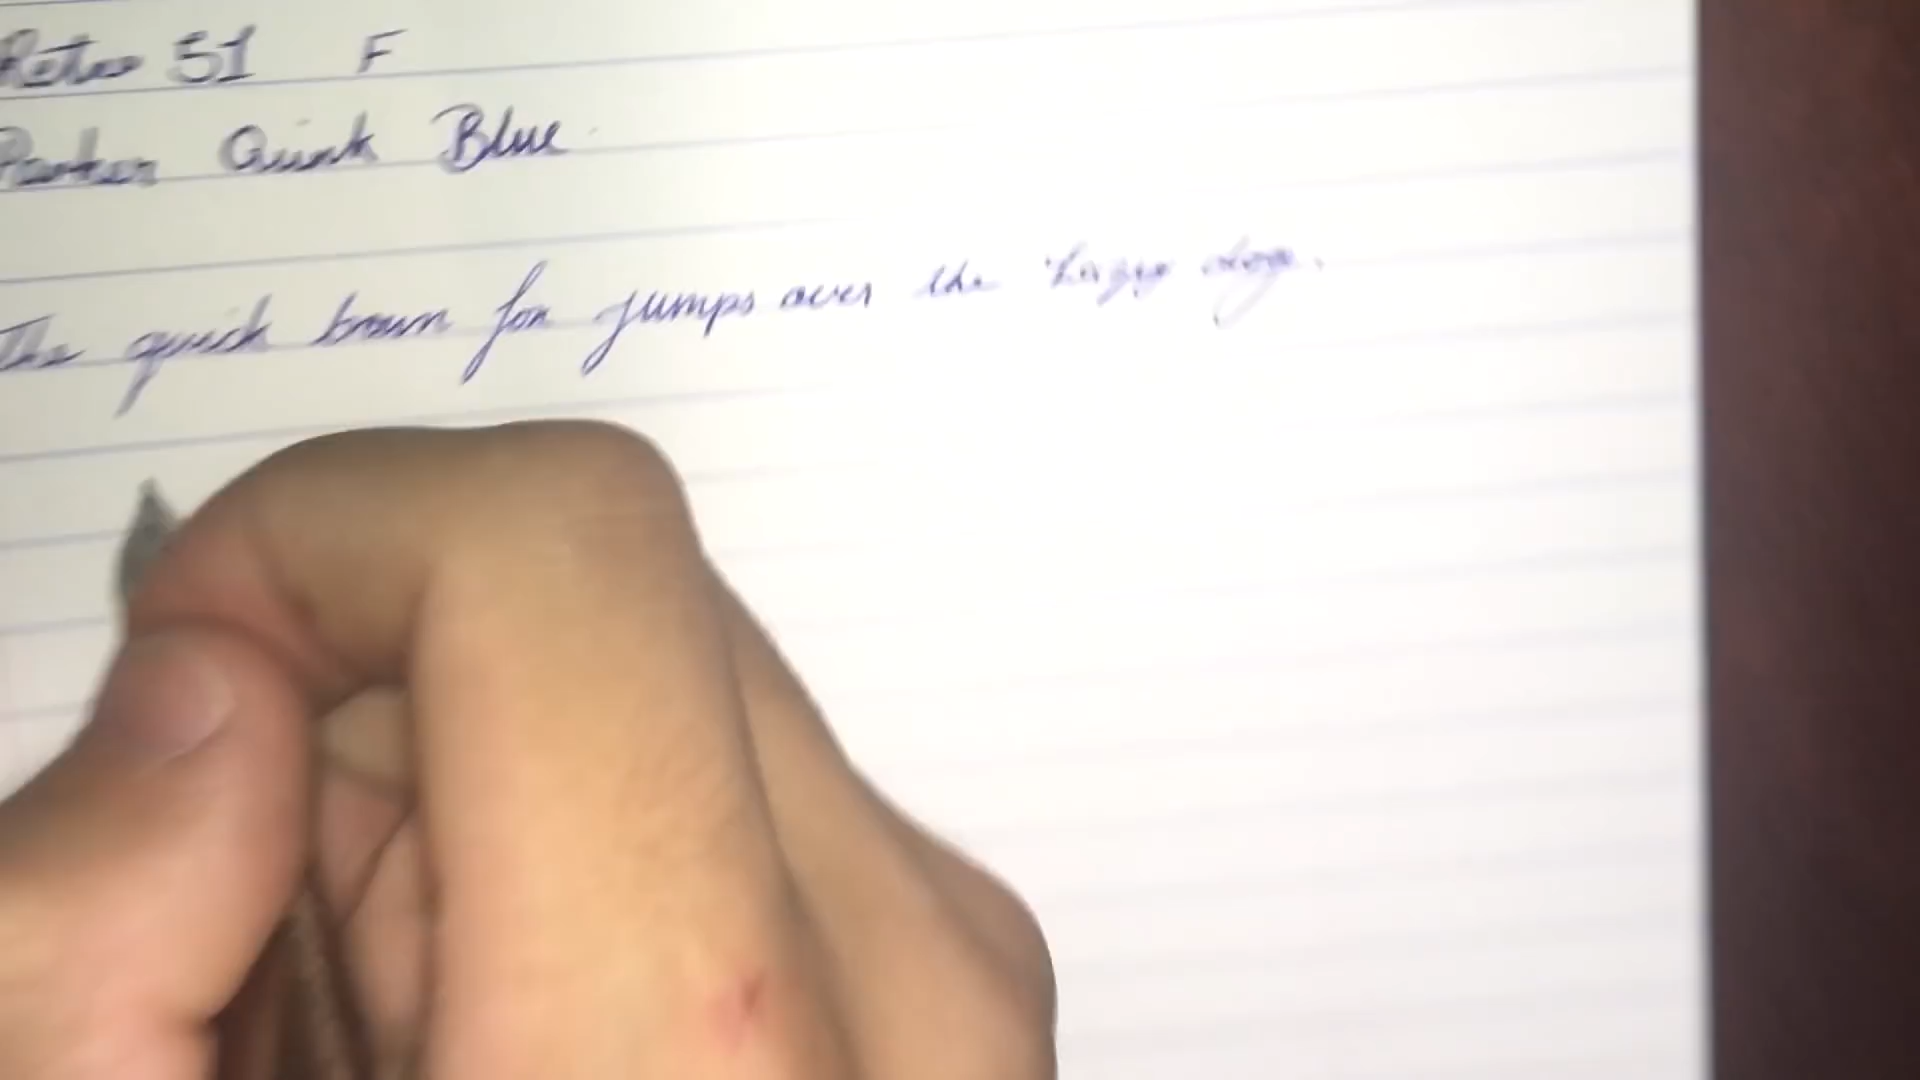 Retro 51 F
Parker Quink Blue
The quick brown fox jumps over the lazy dog.